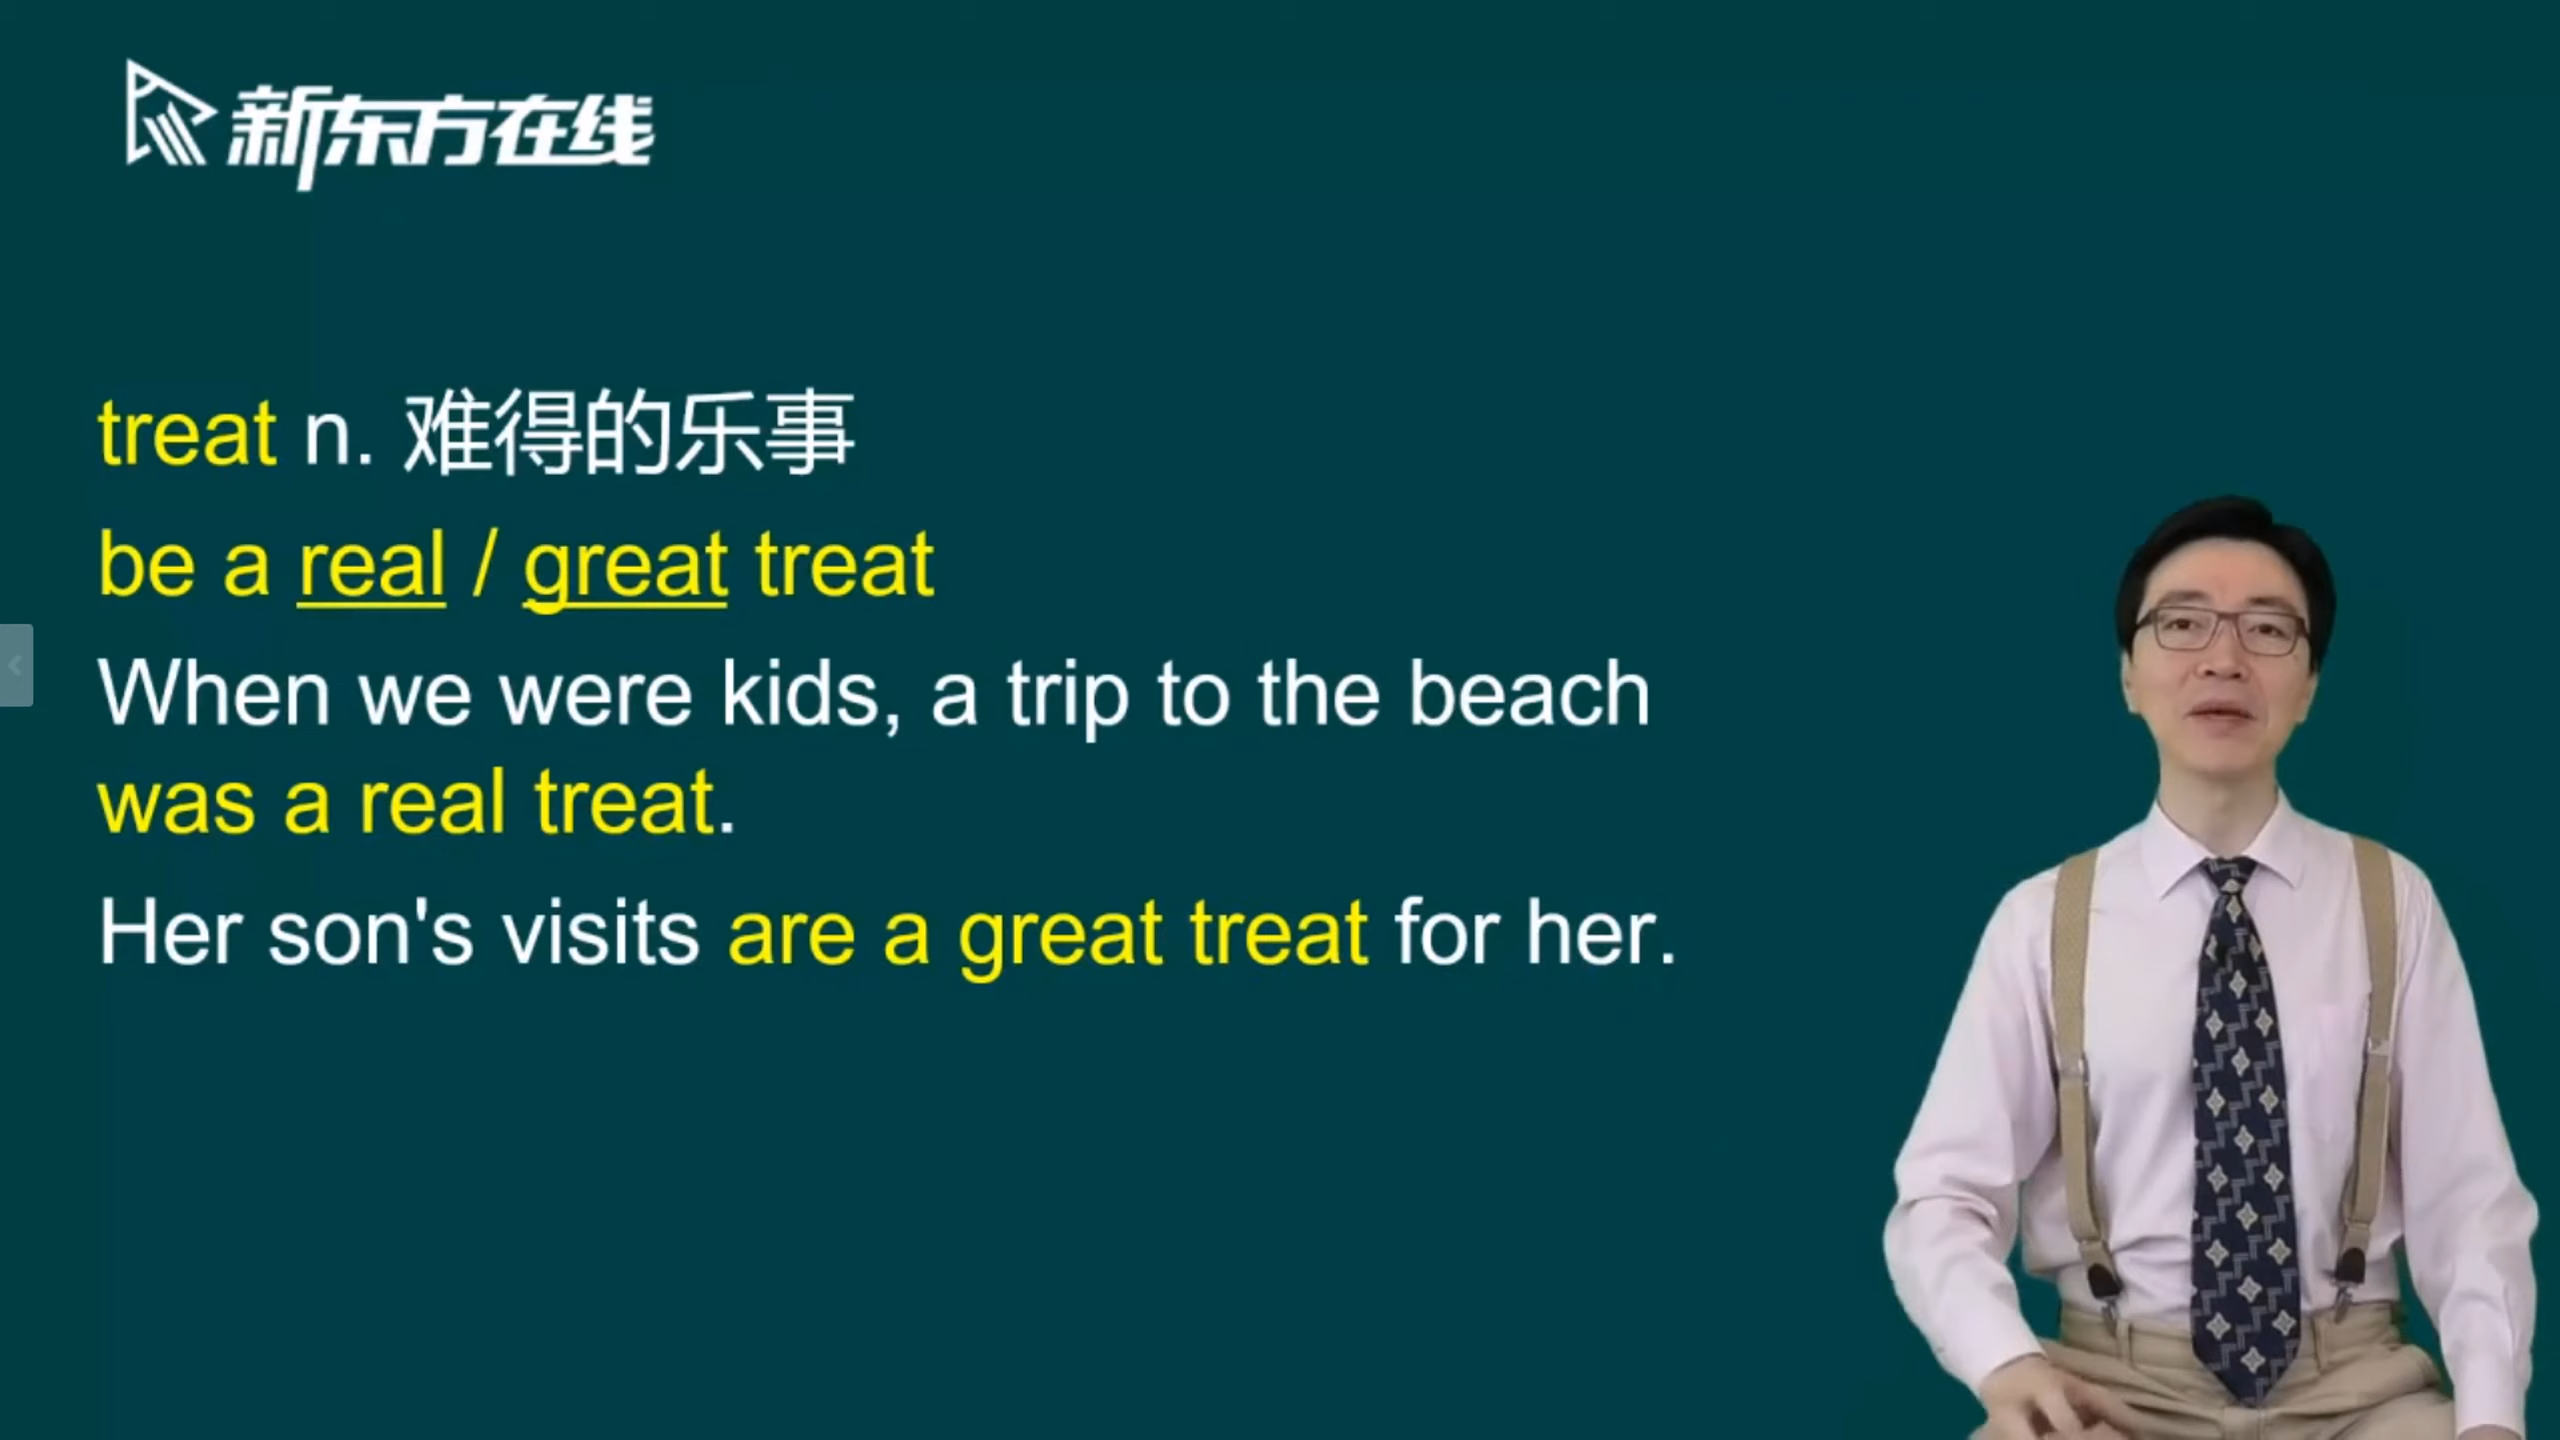 新东方在线
treat n. 难得的乐事
be a real / great treat
When we were kids, a trip to the beach
was a real treat.
Her son's visits are a great treat for her.